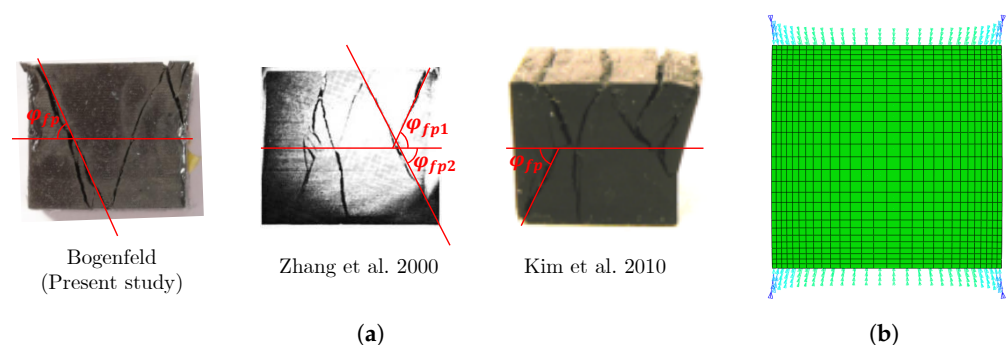 φfp
φfp1
φfp2
φfp
Bogenfeld
(Present study)
Zhang et al. 2000
Kim et al. 2010
(a)
(b)